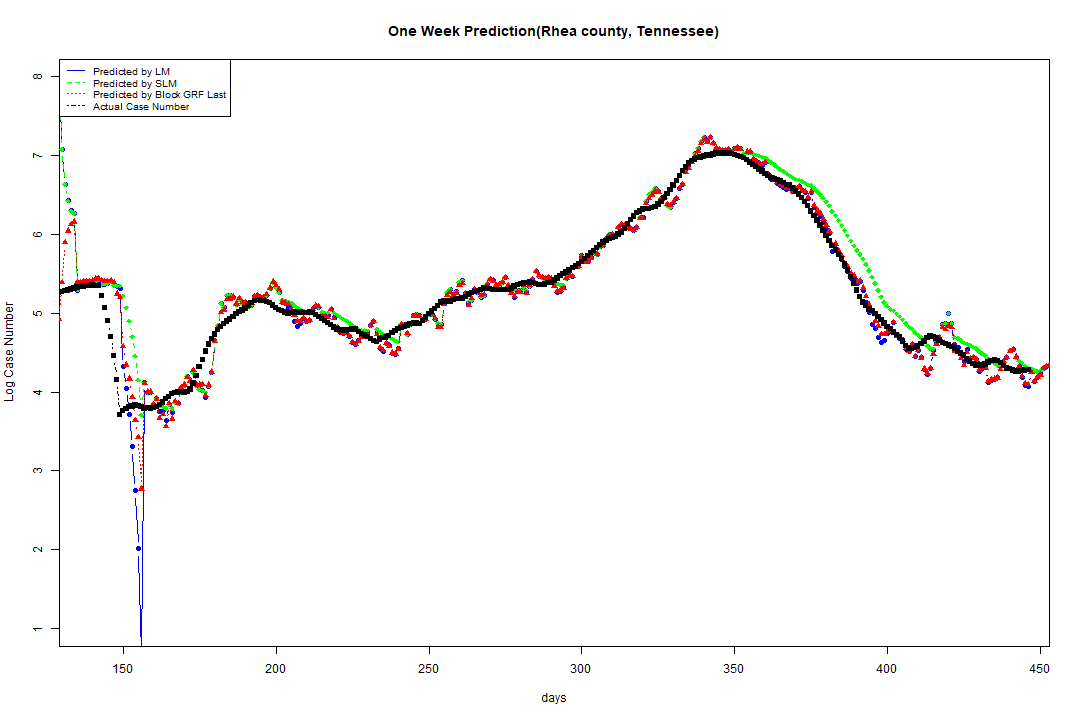 One Week Prediction(Rhea county, Tennessee)
Predicted by LM
Predicted by SLM
Predicted by Block GRF Last
Actual Case Number
8
7
6
5
4
3
2
1
Log Case Number
150 200 250 300 350 400 450
days